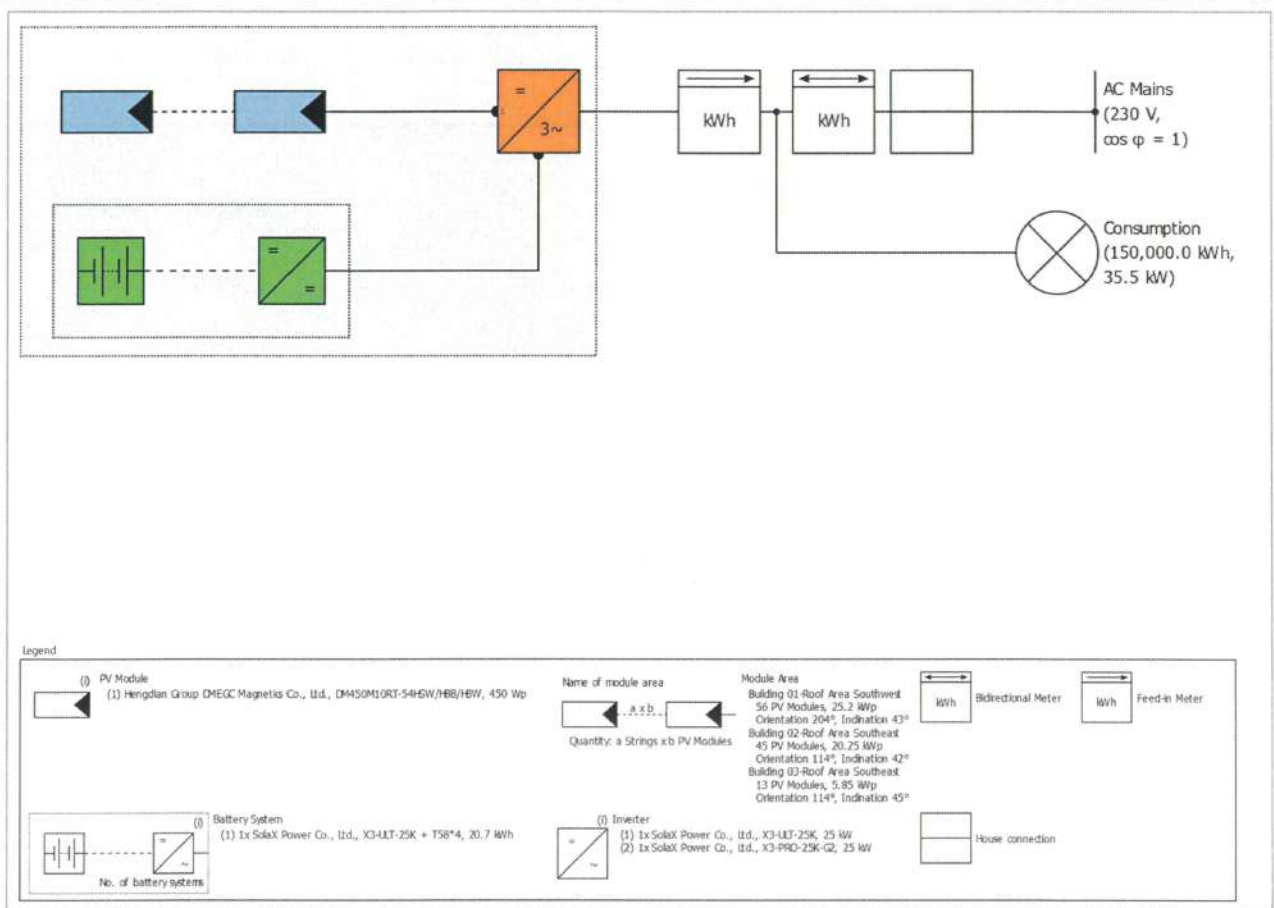 =
3~
kWh
kWh
AC Mains
(230 V,
cos φ = 1)
=
=
Consumption
(150,000.0 kWh,
35.5 kW)
Legend
(i) PV Module
(1) Hengdian Group DMEGC Magnetics Co., Ltd., DM450M10RT-54HSW/HBB/HBW, 450 Wp
Name of module area
a x b
Quantity: a Strings x b PV Modules
Module Area
Building 01-Roof Area Southwest
56 PV Modules, 25.2 kWp
Orientation 204°, Inclination 43°
Building 02-Roof Area Southeast
45 PV Modules, 20.25 kWp
Orientation 114°, Inclination 42°
Building 03-Roof Area Southeast
13 PV Modules, 5.85 kWp
Orientation 114°, Inclination 45°
kWh
Bidirectional Meter
kWh
Feed-in Meter
(i) Battery System
(1) 1x SolaX Power Co., Ltd., X3-ULT-25K + T58*4, 20.7 kWh
=
~
No. of battery systems
(i) Inverter
(1) 1x SolaX Power Co., Ltd., X3-ULT-25K, 25 kW
(2) 1x SolaX Power Co., Ltd., X3-PRO-25K-G2, 25 kW
=
~
House connection